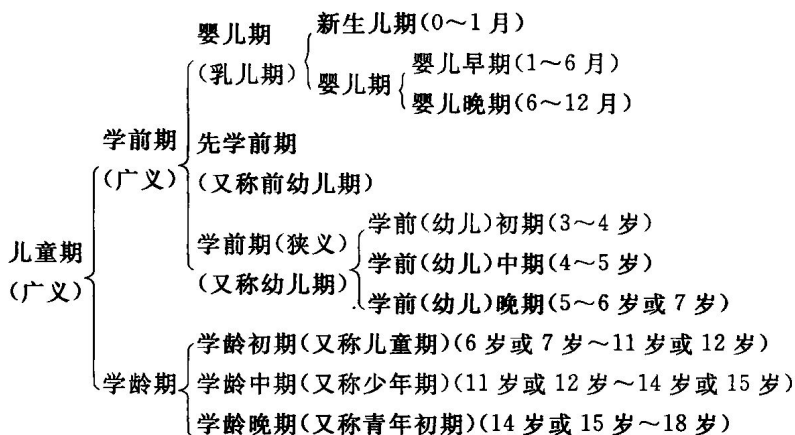 婴儿期
(乳儿期)
新生儿期(0～1月)
婴儿期
婴儿早期(1～6月)
婴儿晚期(6～12月)
学前期
(广义)
先学前期
(又称前幼儿期)
儿童期
(广义)
学前期(狭义)
(又称幼儿期)
学前(幼儿)初期(3～4岁)
学前(幼儿)中期(4～5岁)
学前(幼儿)晚期(5～6岁或7岁)
学龄期
学龄初期(又称儿童期)(6岁或7岁～11岁或12岁)
学龄中期(又称少年期)(11岁或12岁～14岁或15岁)
学龄晚期(又称青年初期)(14岁或15岁～18岁)